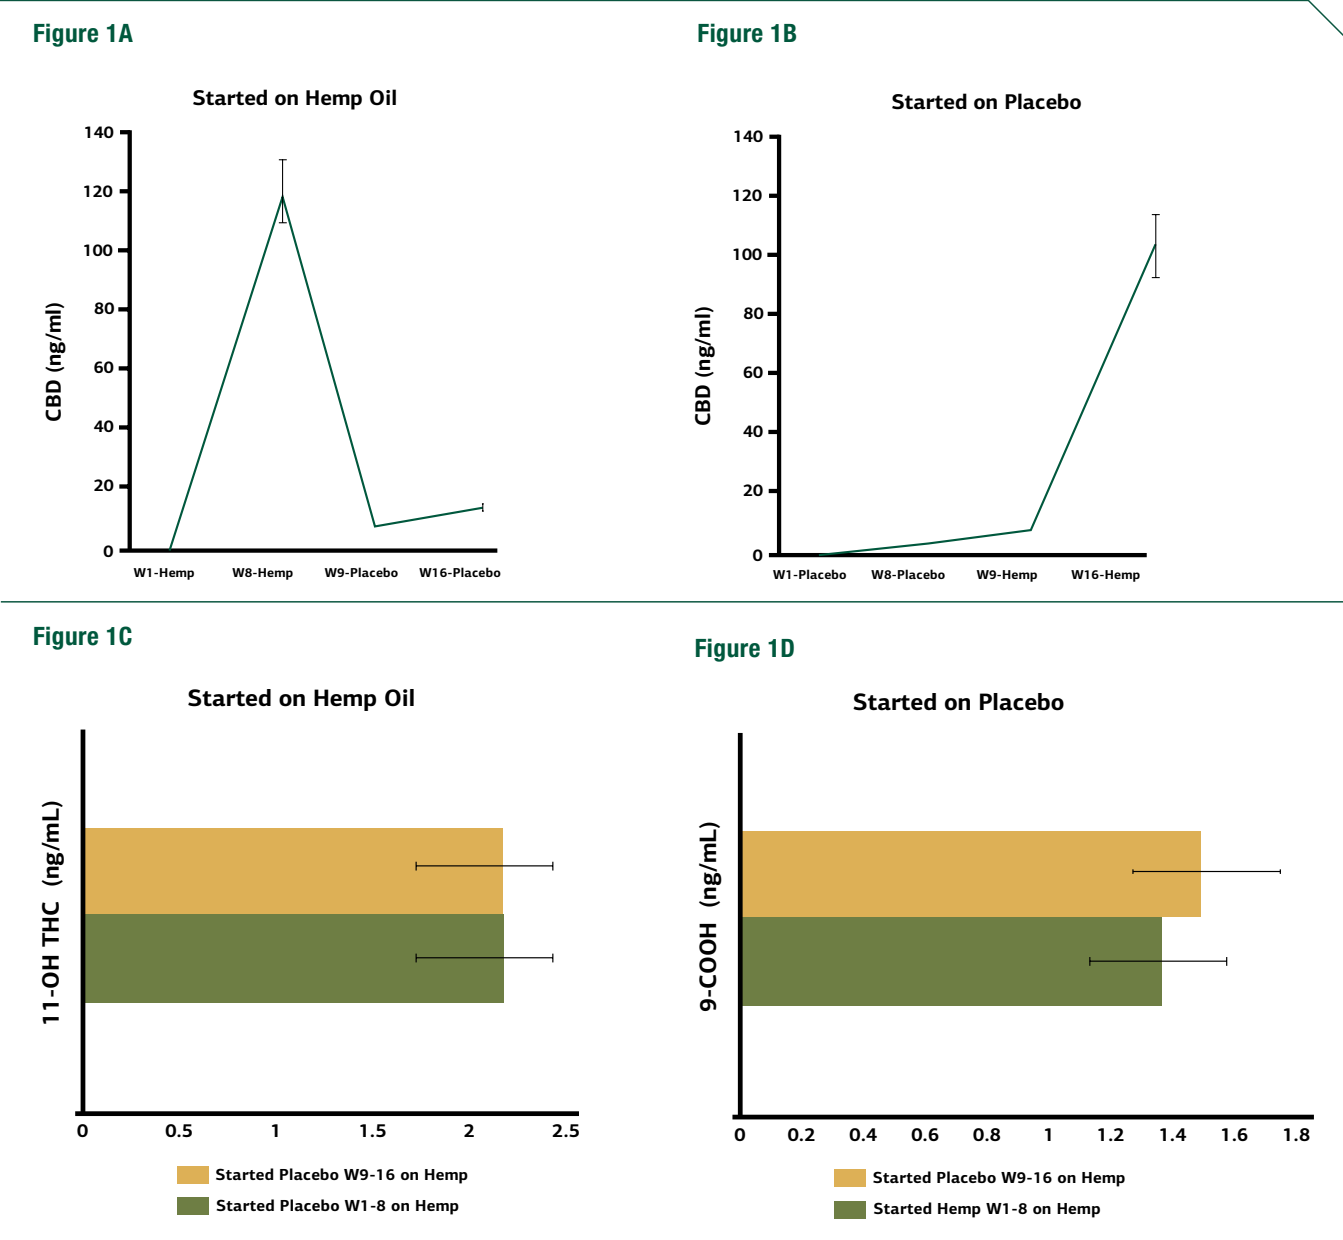 Figure 1A
Started on Hemp Oil
CBD (ng/ml)
140
120
100
80
60
40
20
0
W1-Hemp W8-Hemp W9-Placebo W16-Placebo
Figure 1B
Started on Placebo
CBD (ng/ml)
140
120
100
80
60
40
20
0
W1-Placebo W8-Placebo W9-Hemp W16-Hemp
Figure 1C
Started on Hemp Oil
11-OH THC (ng/mL)
0 0.5 1 1.5 2 2.5
Started Placebo W9-16 on Hemp
Started Placebo W1-8 on Hemp
Figure 1D
Started on Placebo
9-COOH (ng/mL)
0 0.2 0.4 0.6 0.8 1 1.2 1.4 1.6 1.8
Started Placebo W9-16 on Hemp
Started Hemp W1-8 on Hemp